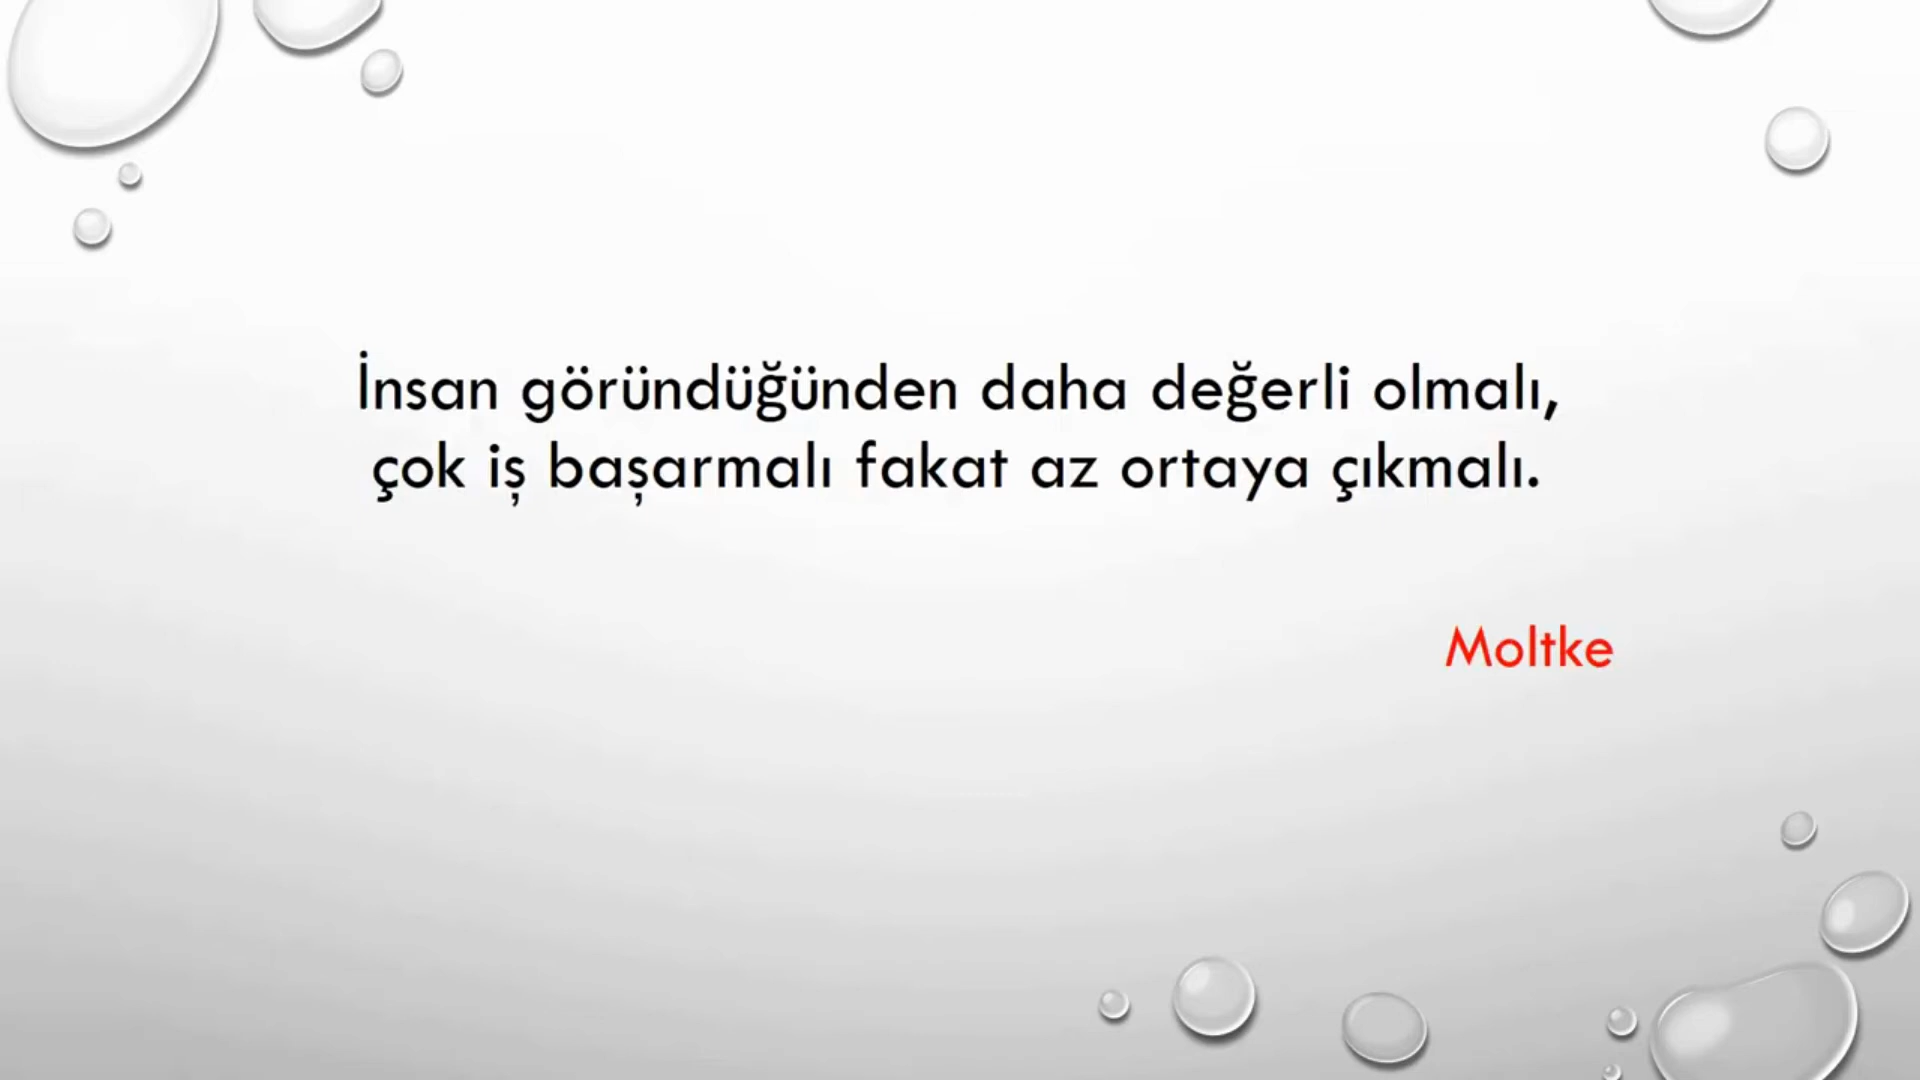 İnsan göründüğünden daha değerli olmalı,
çok iş başarmalı fakat az ortaya çıkmalı.
Moltke